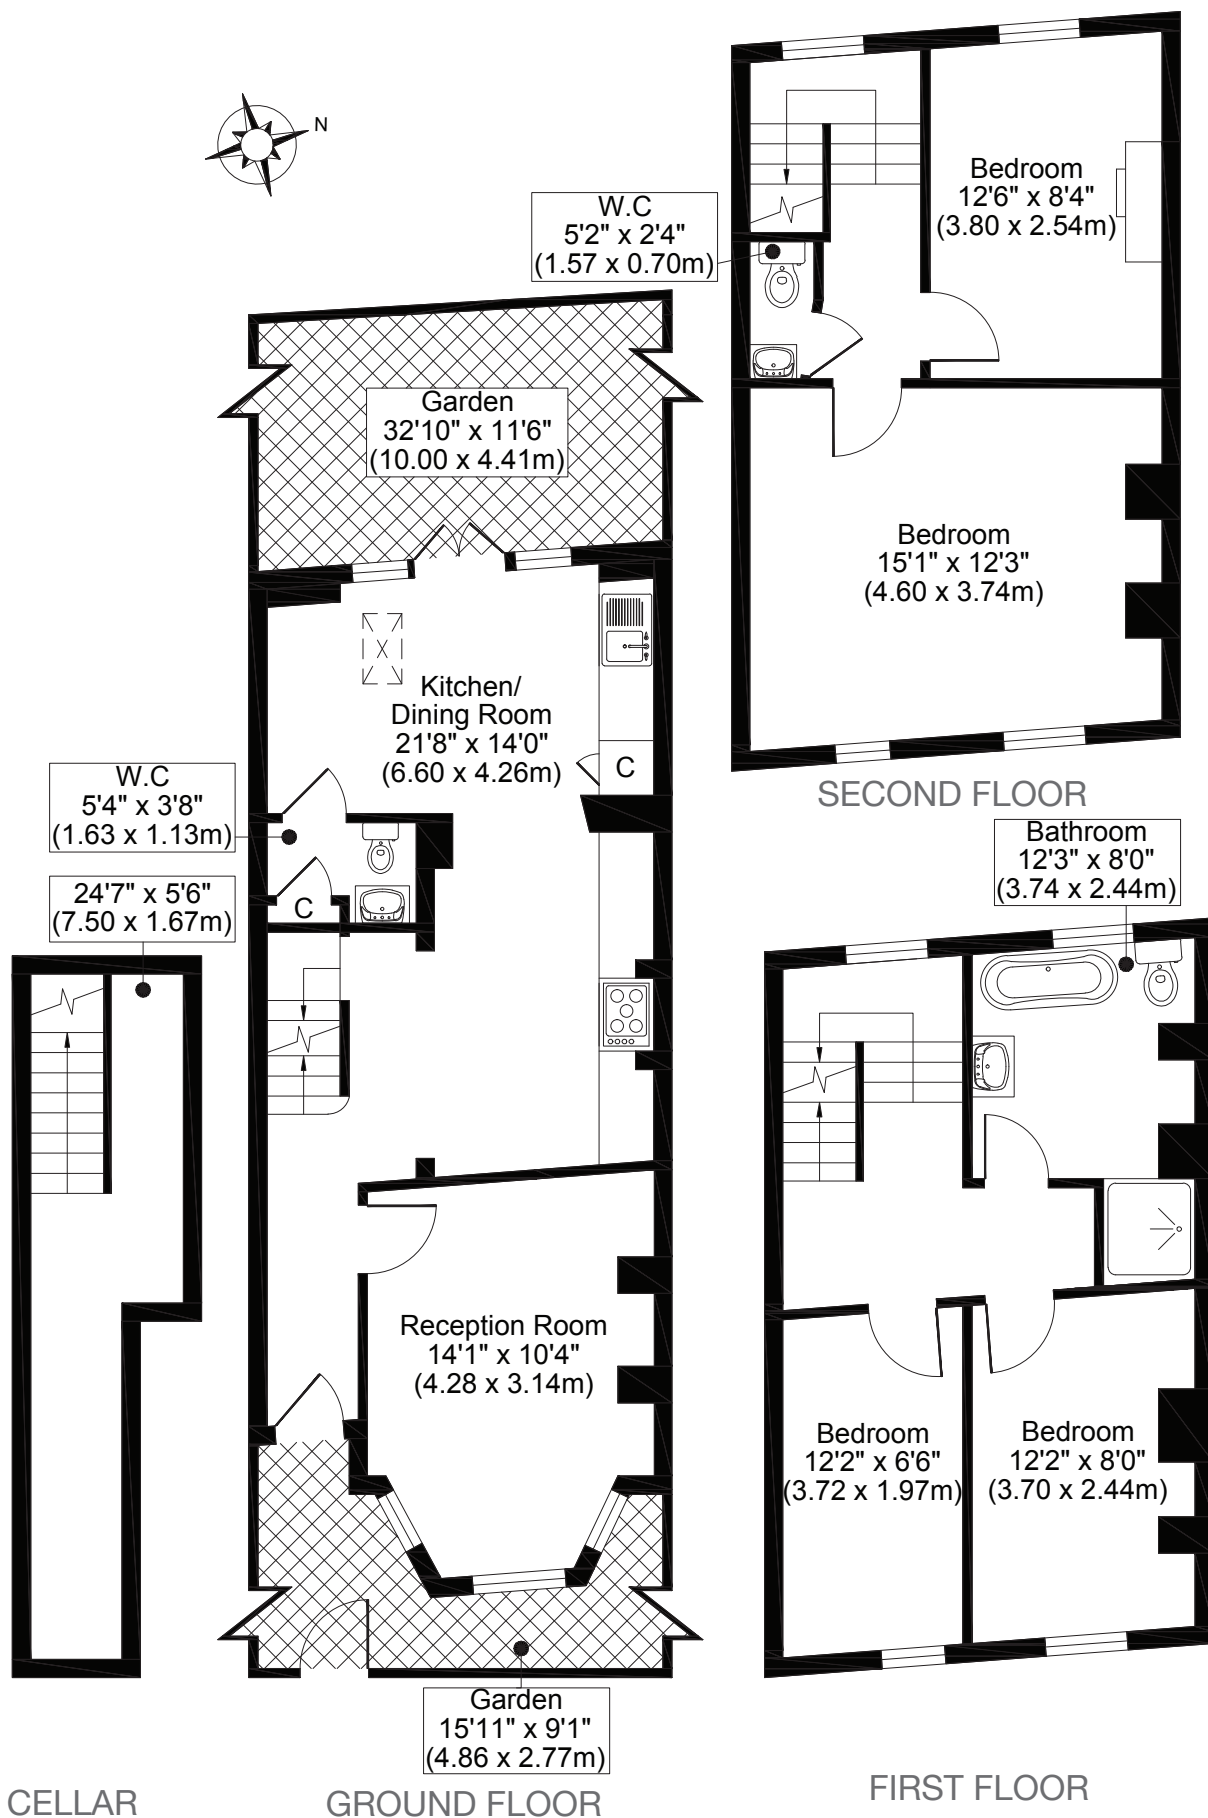 N
W.C
5'2" x 2'4"
(1.57 x 0.70m)
Bedroom
12'6" x 8'4"
(3.80 x 2.54m)
Bedroom
15'1" x 12'3"
(4.60 x 3.74m)
SECOND FLOOR
Garden
32'10" x 11'6"
(10.00 x 4.41m)
Kitchen/
Dining Room
21'8" x 14'0"
(6.60 x 4.26m)
C
W.C
5'4" x 3'8"
(1.63 x 1.13m)
C
24'7" x 5'6"
(7.50 x 1.67m)
Reception Room
14'1" x 10'4"
(4.28 x 3.14m)
Garden
15'11" x 9'1"
(4.86 x 2.77m)
Bathroom
12'3" x 8'0"
(3.74 x 2.44m)
Bedroom
12'2" x 6'6"
(3.72 x 1.97m)
Bedroom
12'2" x 8'0"
(3.70 x 2.44m)
CELLAR
GROUND FLOOR
FIRST FLOOR